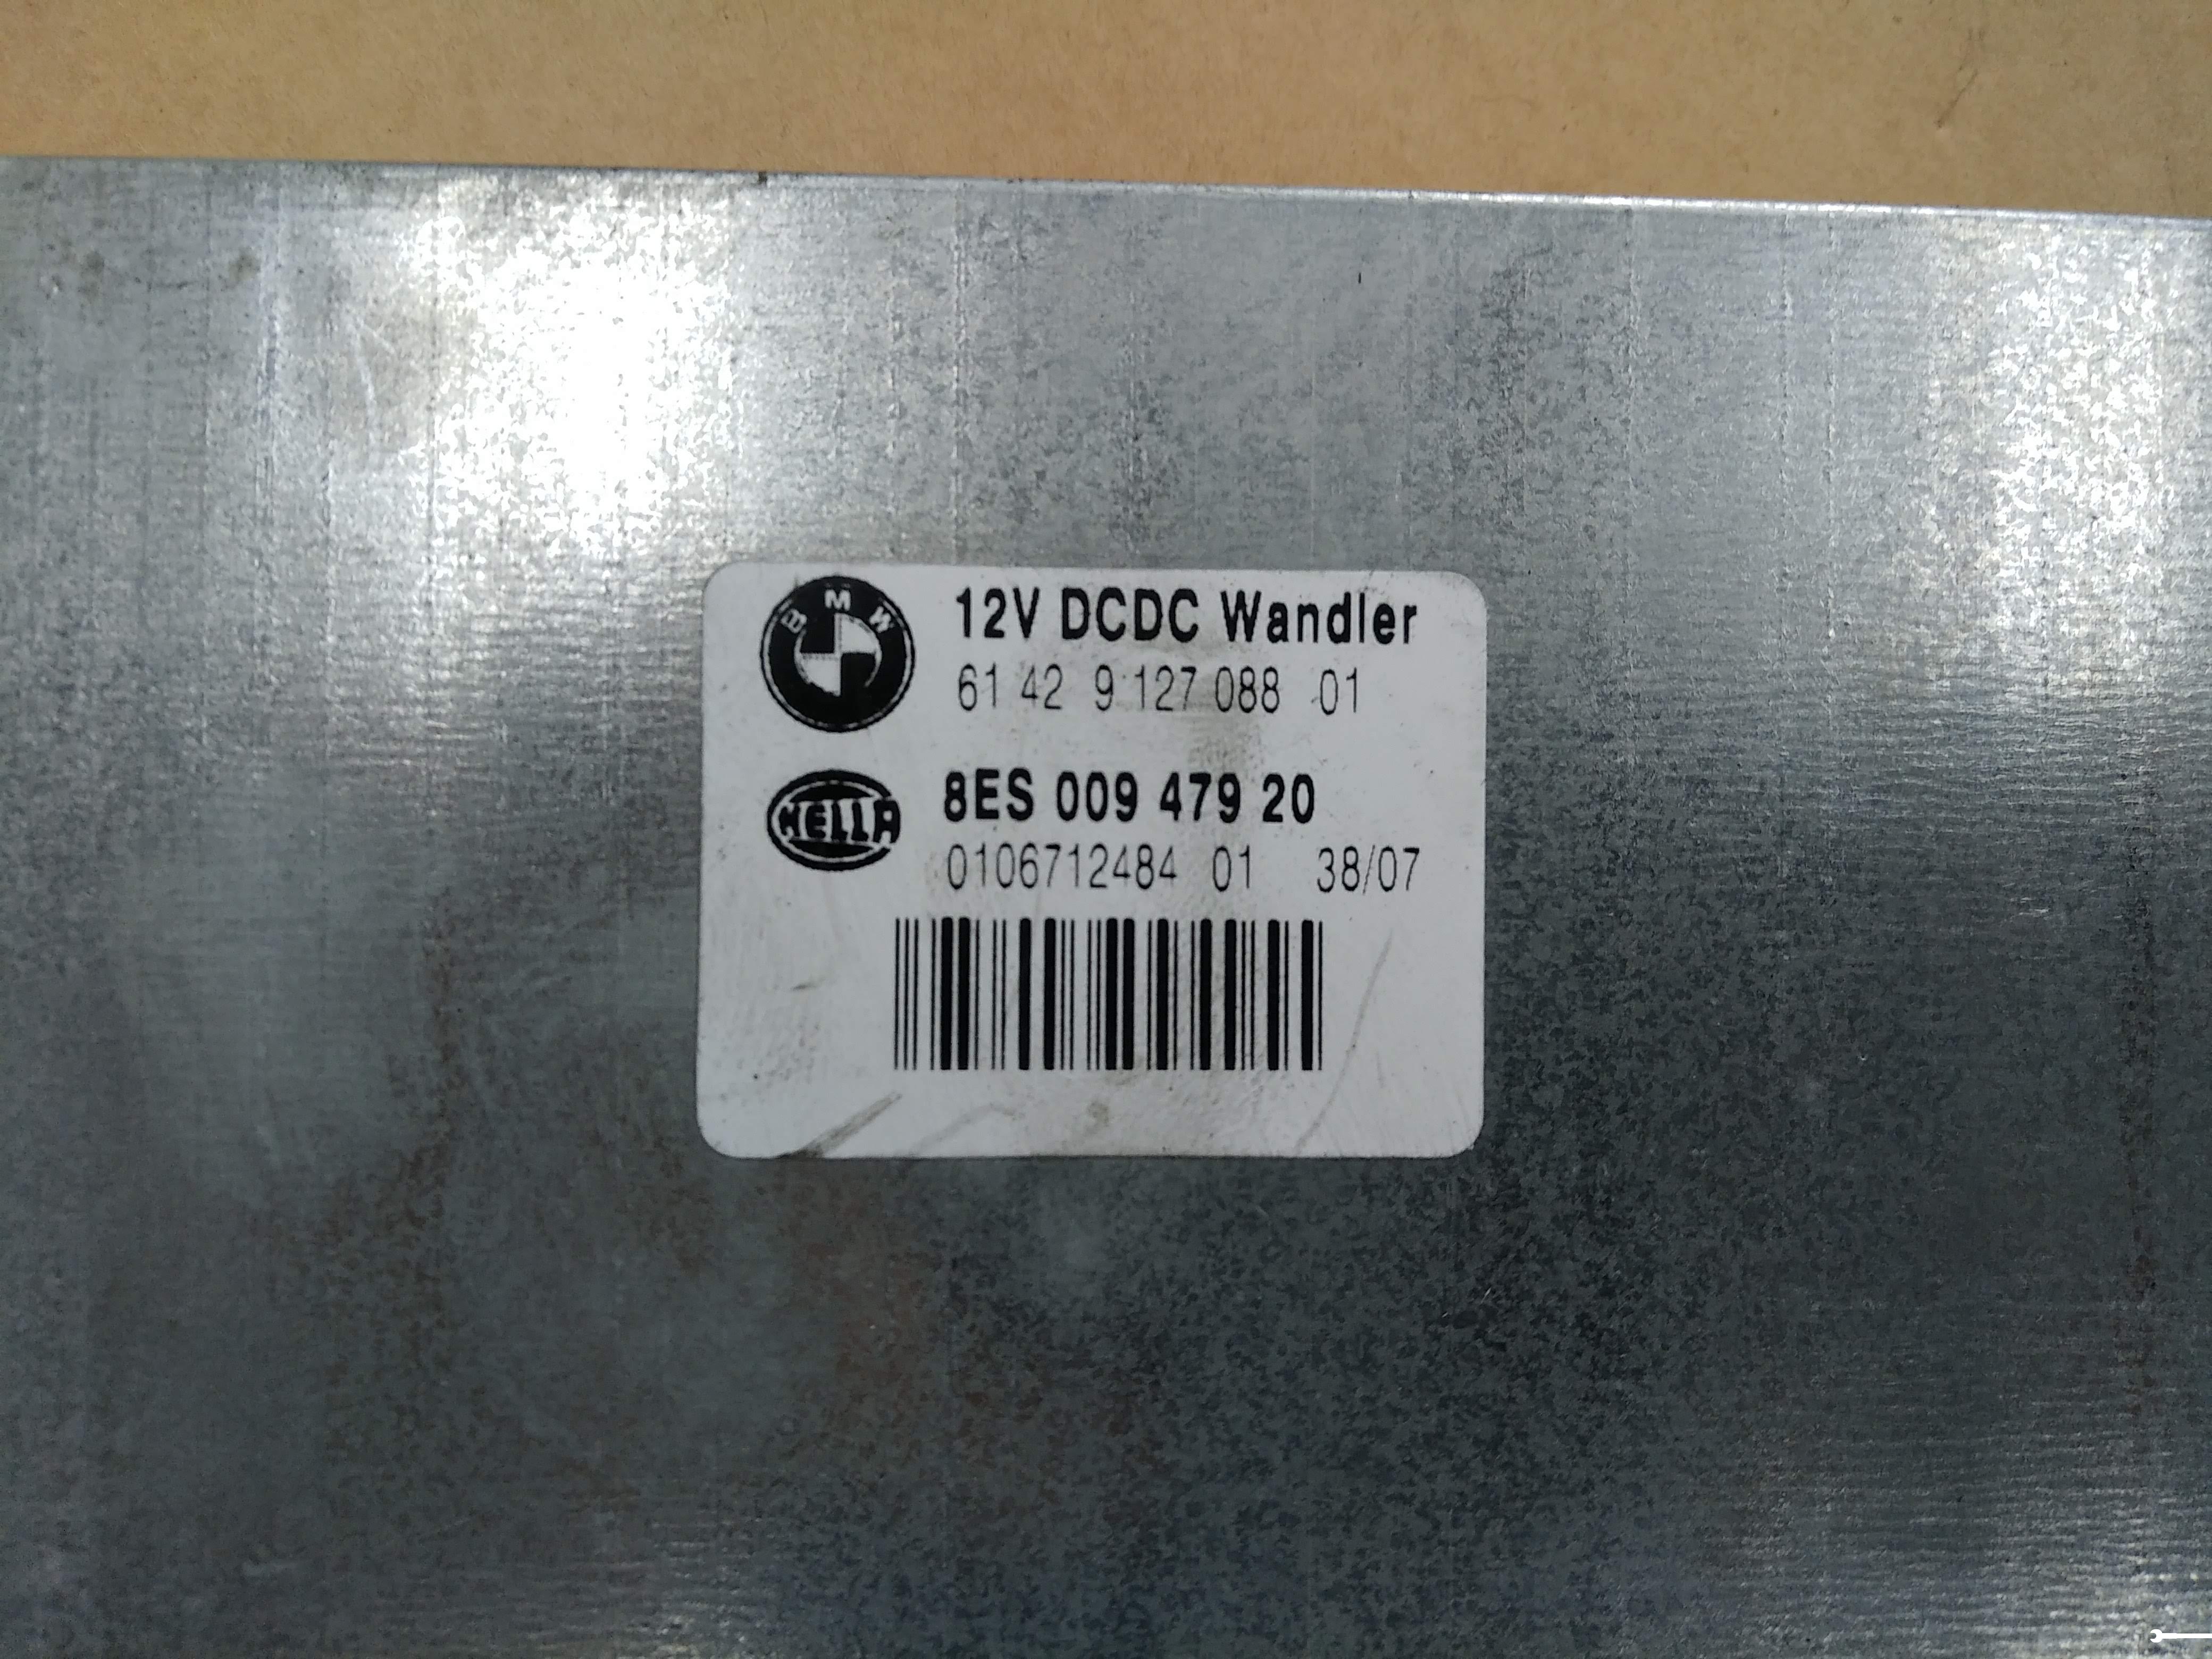 BMW
12V DCDC Wandler
61 42 9 127 088 01
HELLA
8ES 009 479 20
0106712484 01 38/07